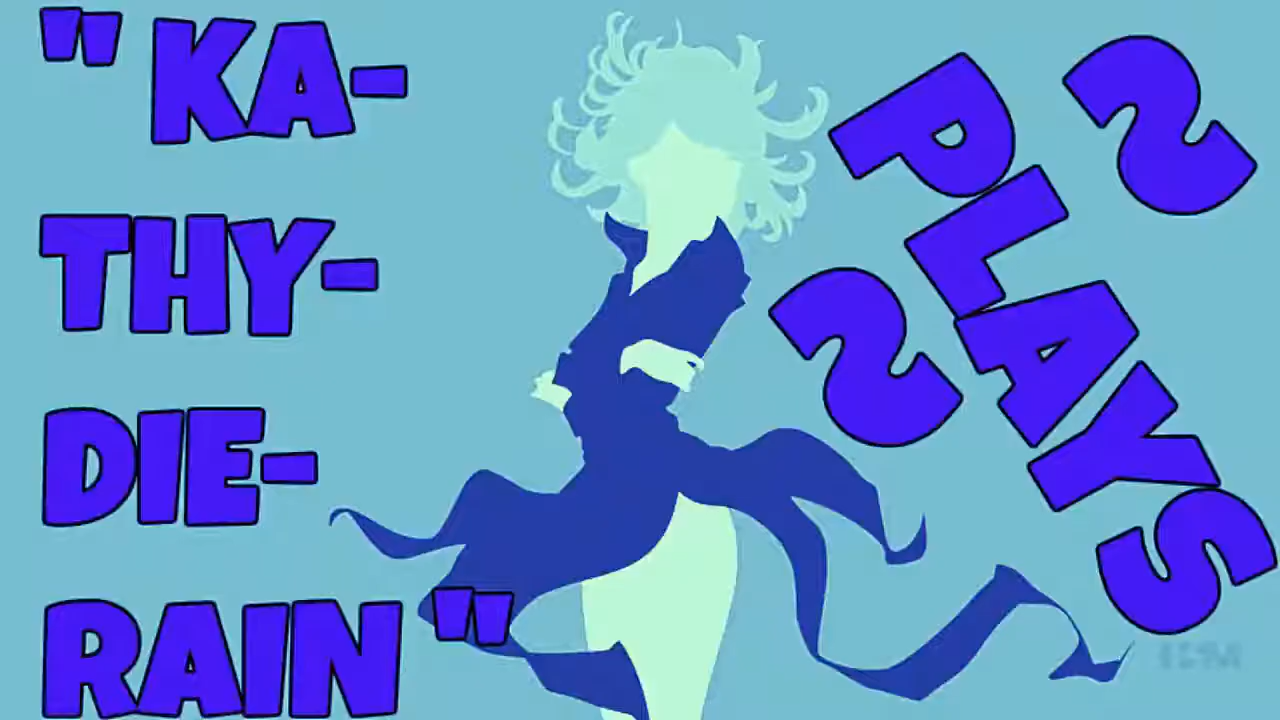 " KA-
THY-
DIE-
RAIN "
PLAYS